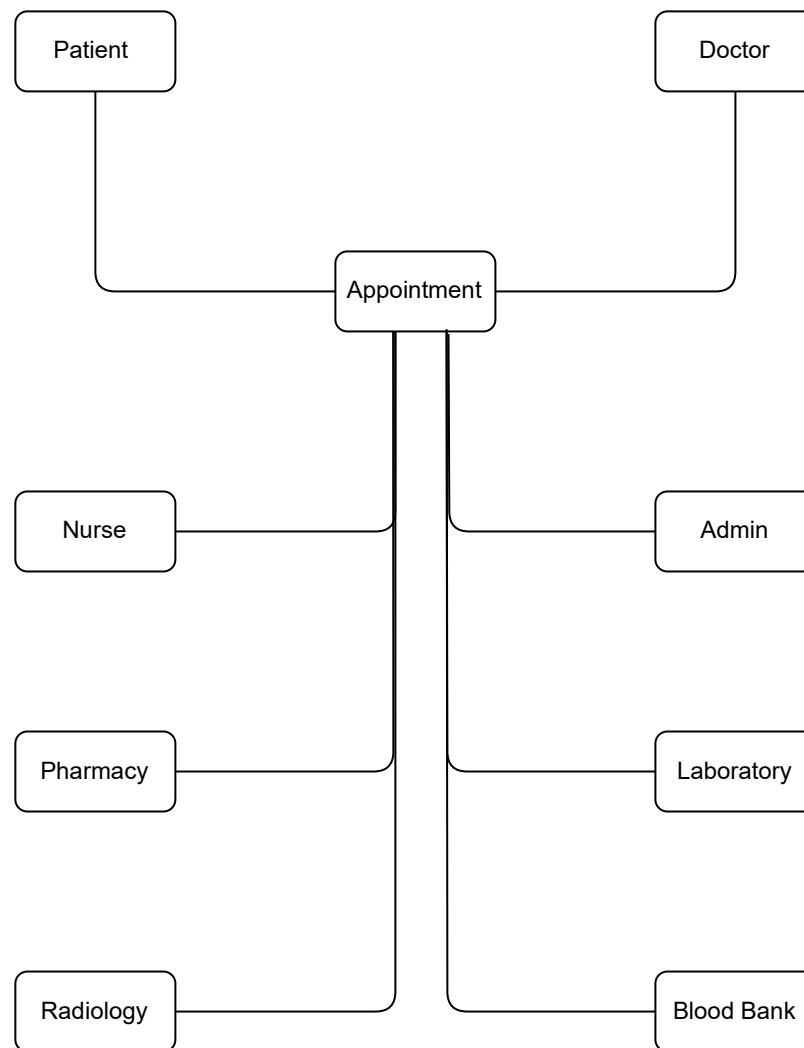 Patient
Doctor
Appointment
Nurse
Admin
Pharmacy
Laboratory
Radiology
Blood Bank